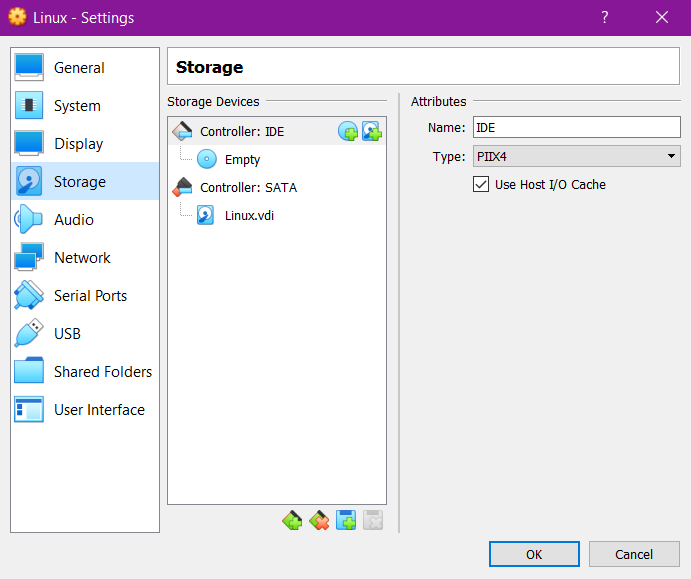 Linux - Settings
?
General
System
Display
Storage
Audio
Network
Serial Ports
USB
Shared Folders
User Interface
Storage
Storage Devices
Controller: IDE
Empty
Controller: SATA
Linux.vdi
Attributes
Name: IDE
Type: PIIX4
Use Host I/O Cache
OK Cancel